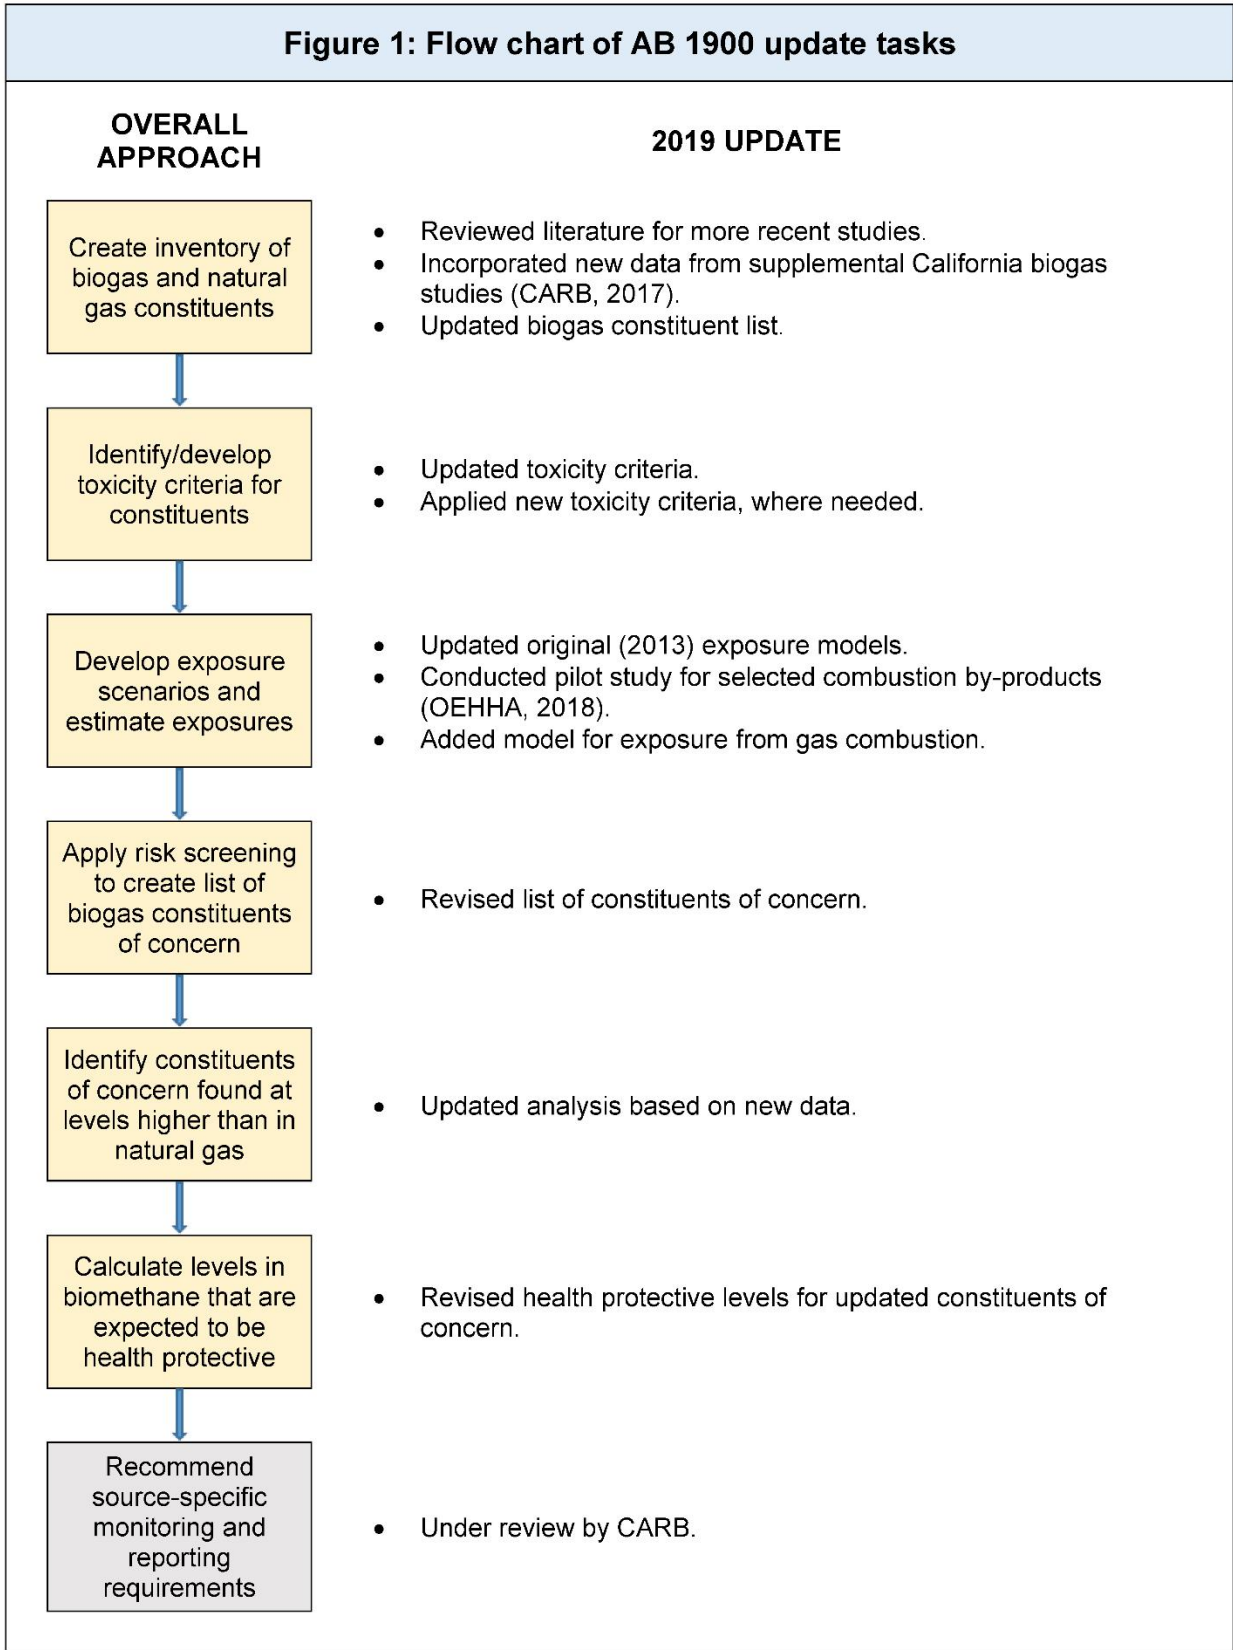 Figure 1: Flow chart of AB 1900 update tasks
OVERALL
APPROACH
2019 UPDATE
Create inventory of
biogas and natural
gas constituents
• Reviewed literature for more recent studies.
• Incorporated new data from supplemental California biogas
studies (CARB, 2017).
• Updated biogas constituent list.
Identify/develop
toxicity criteria for
constituents
• Updated toxicity criteria.
• Applied new toxicity criteria, where needed.
Develop exposure
scenarios and
estimate exposures
• Updated original (2013) exposure models.
• Conducted pilot study for selected combustion by-products
(OEHHA, 2018).
• Added model for exposure from gas combustion.
Apply risk screening
to create list of
biogas constituents
of concern
• Revised list of constituents of concern.
Identify constituents
of concern found at
levels higher than in
natural gas
• Updated analysis based on new data.
Calculate levels in
biomethane that are
expected to be
health protective
• Revised health protective levels for updated constituents of
concern.
Recommend
source-specific
monitoring and
reporting
requirements
• Under review by CARB.